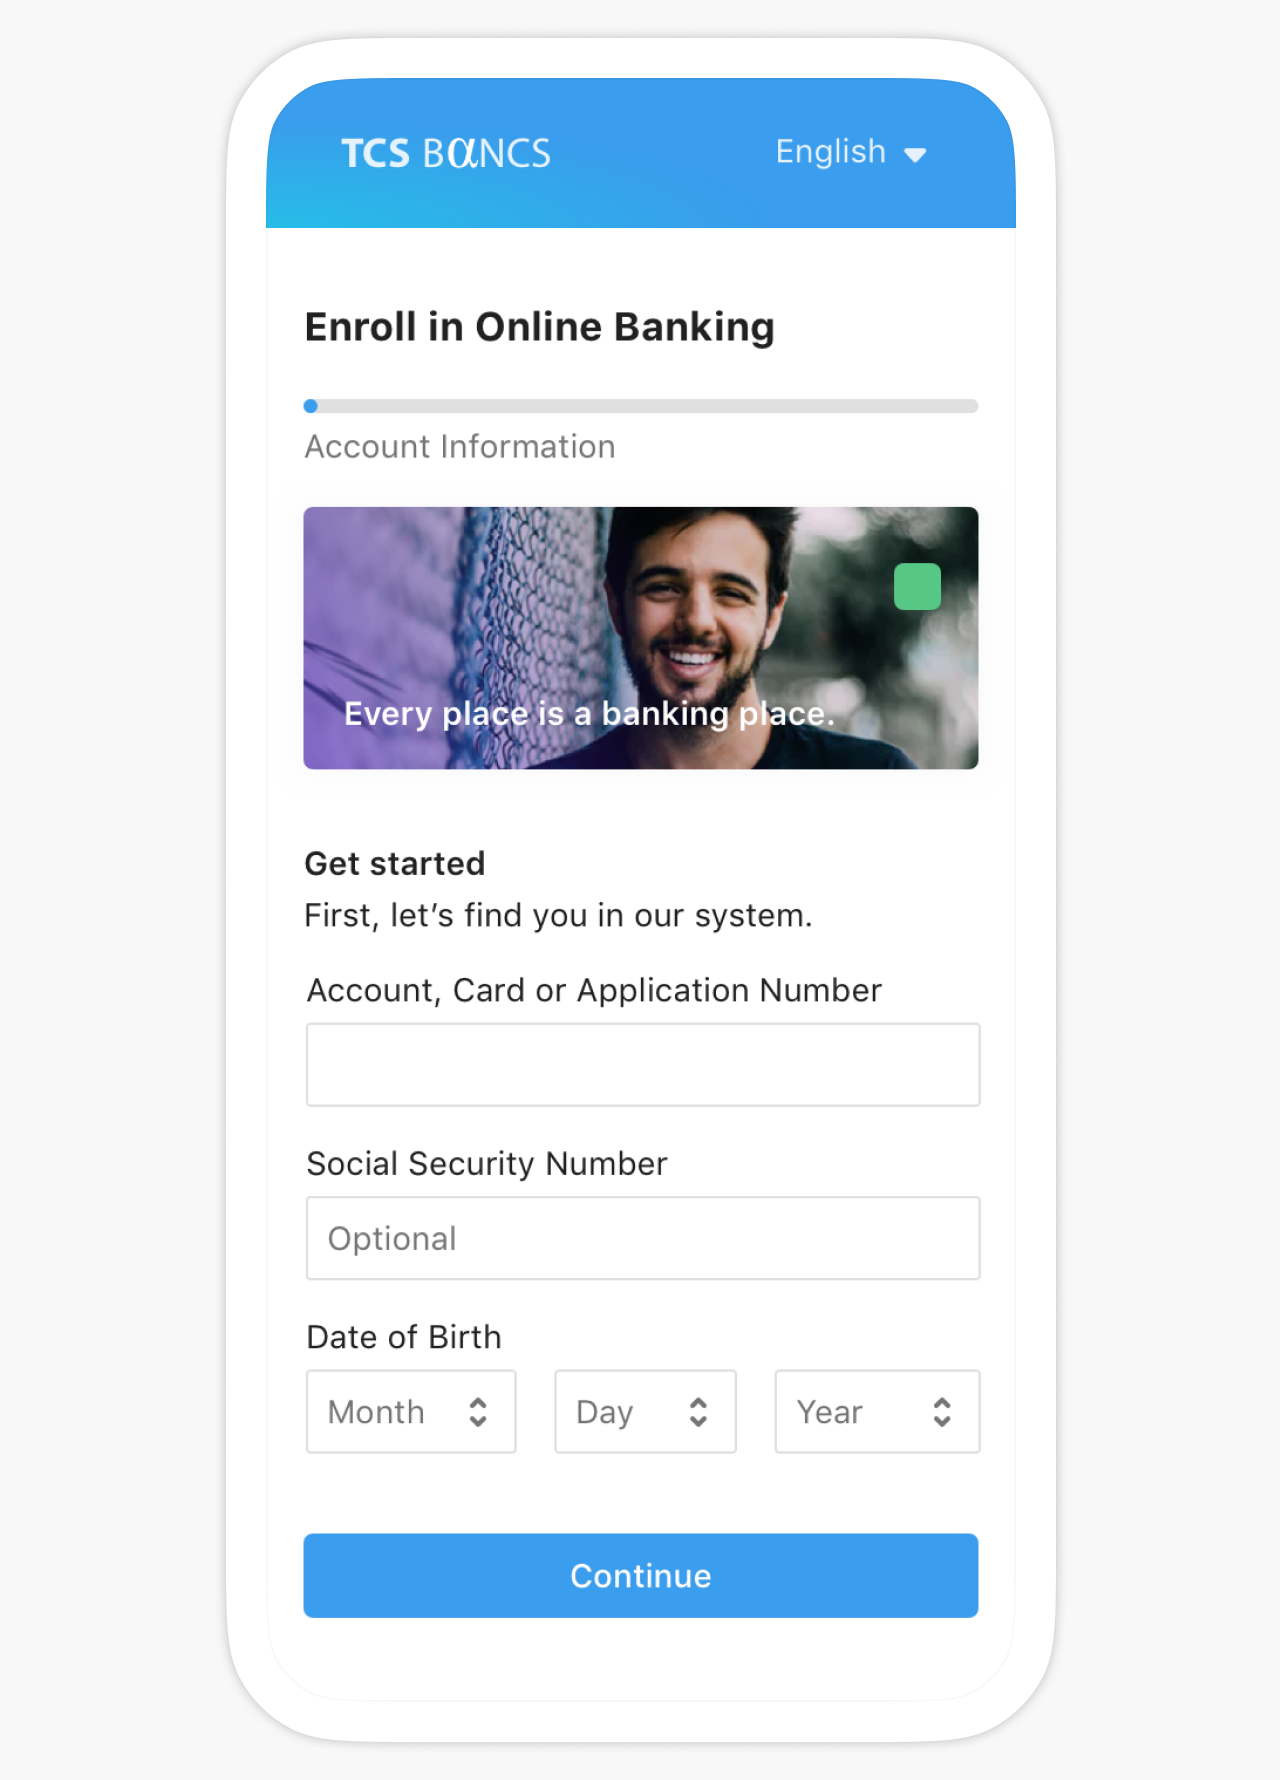 TCS BαNCS
English
Enroll in Online Banking
Account Information
Every place is a banking place.
Get started
First, let’s find you in our system.
Account, Card or Application Number
Social Security Number
Optional
Date of Birth
Month Day Year
Continue